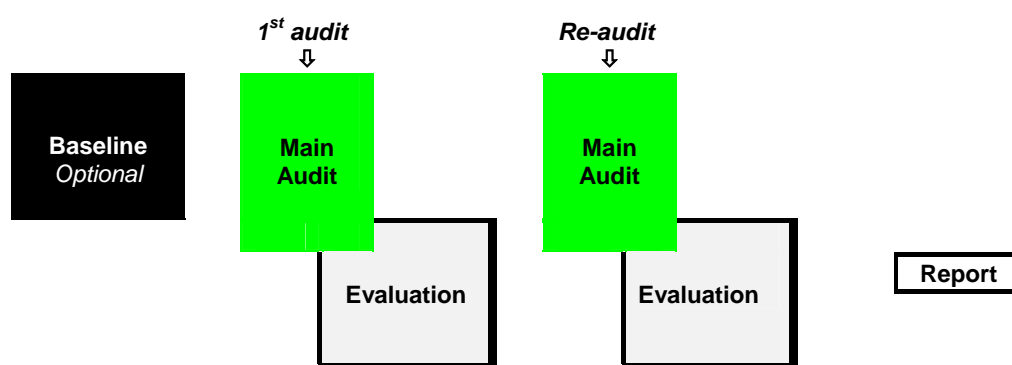 1st audit
Re-audit
⇩
⇩
Baseline
Optional
Main
Audit
Main
Audit
Evaluation
Evaluation
Report